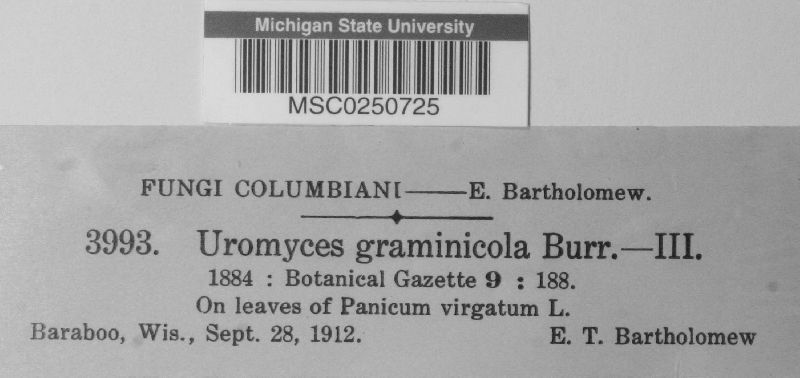 Michigan State University
MSC0250725
FUNGI COLUMBIANI——E. Bartholomew.
3993. Uromyces graminicola Burr.—III.
1884 : Botanical Gazette 9 : 188.
On leaves of Panicum virgatum L.
Baraboo, Wis., Sept. 28, 1912. E. T. Bartholomew